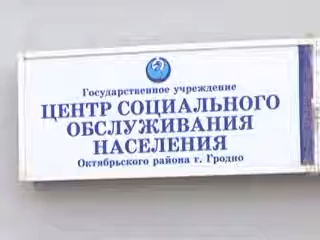 Государственное учреждение
ЦЕНТР СОЦИАЛЬНОГО
ОБСЛУЖИВАНИЯ
НАСЕЛЕНИЯ
Октябрьского района г. Гродно